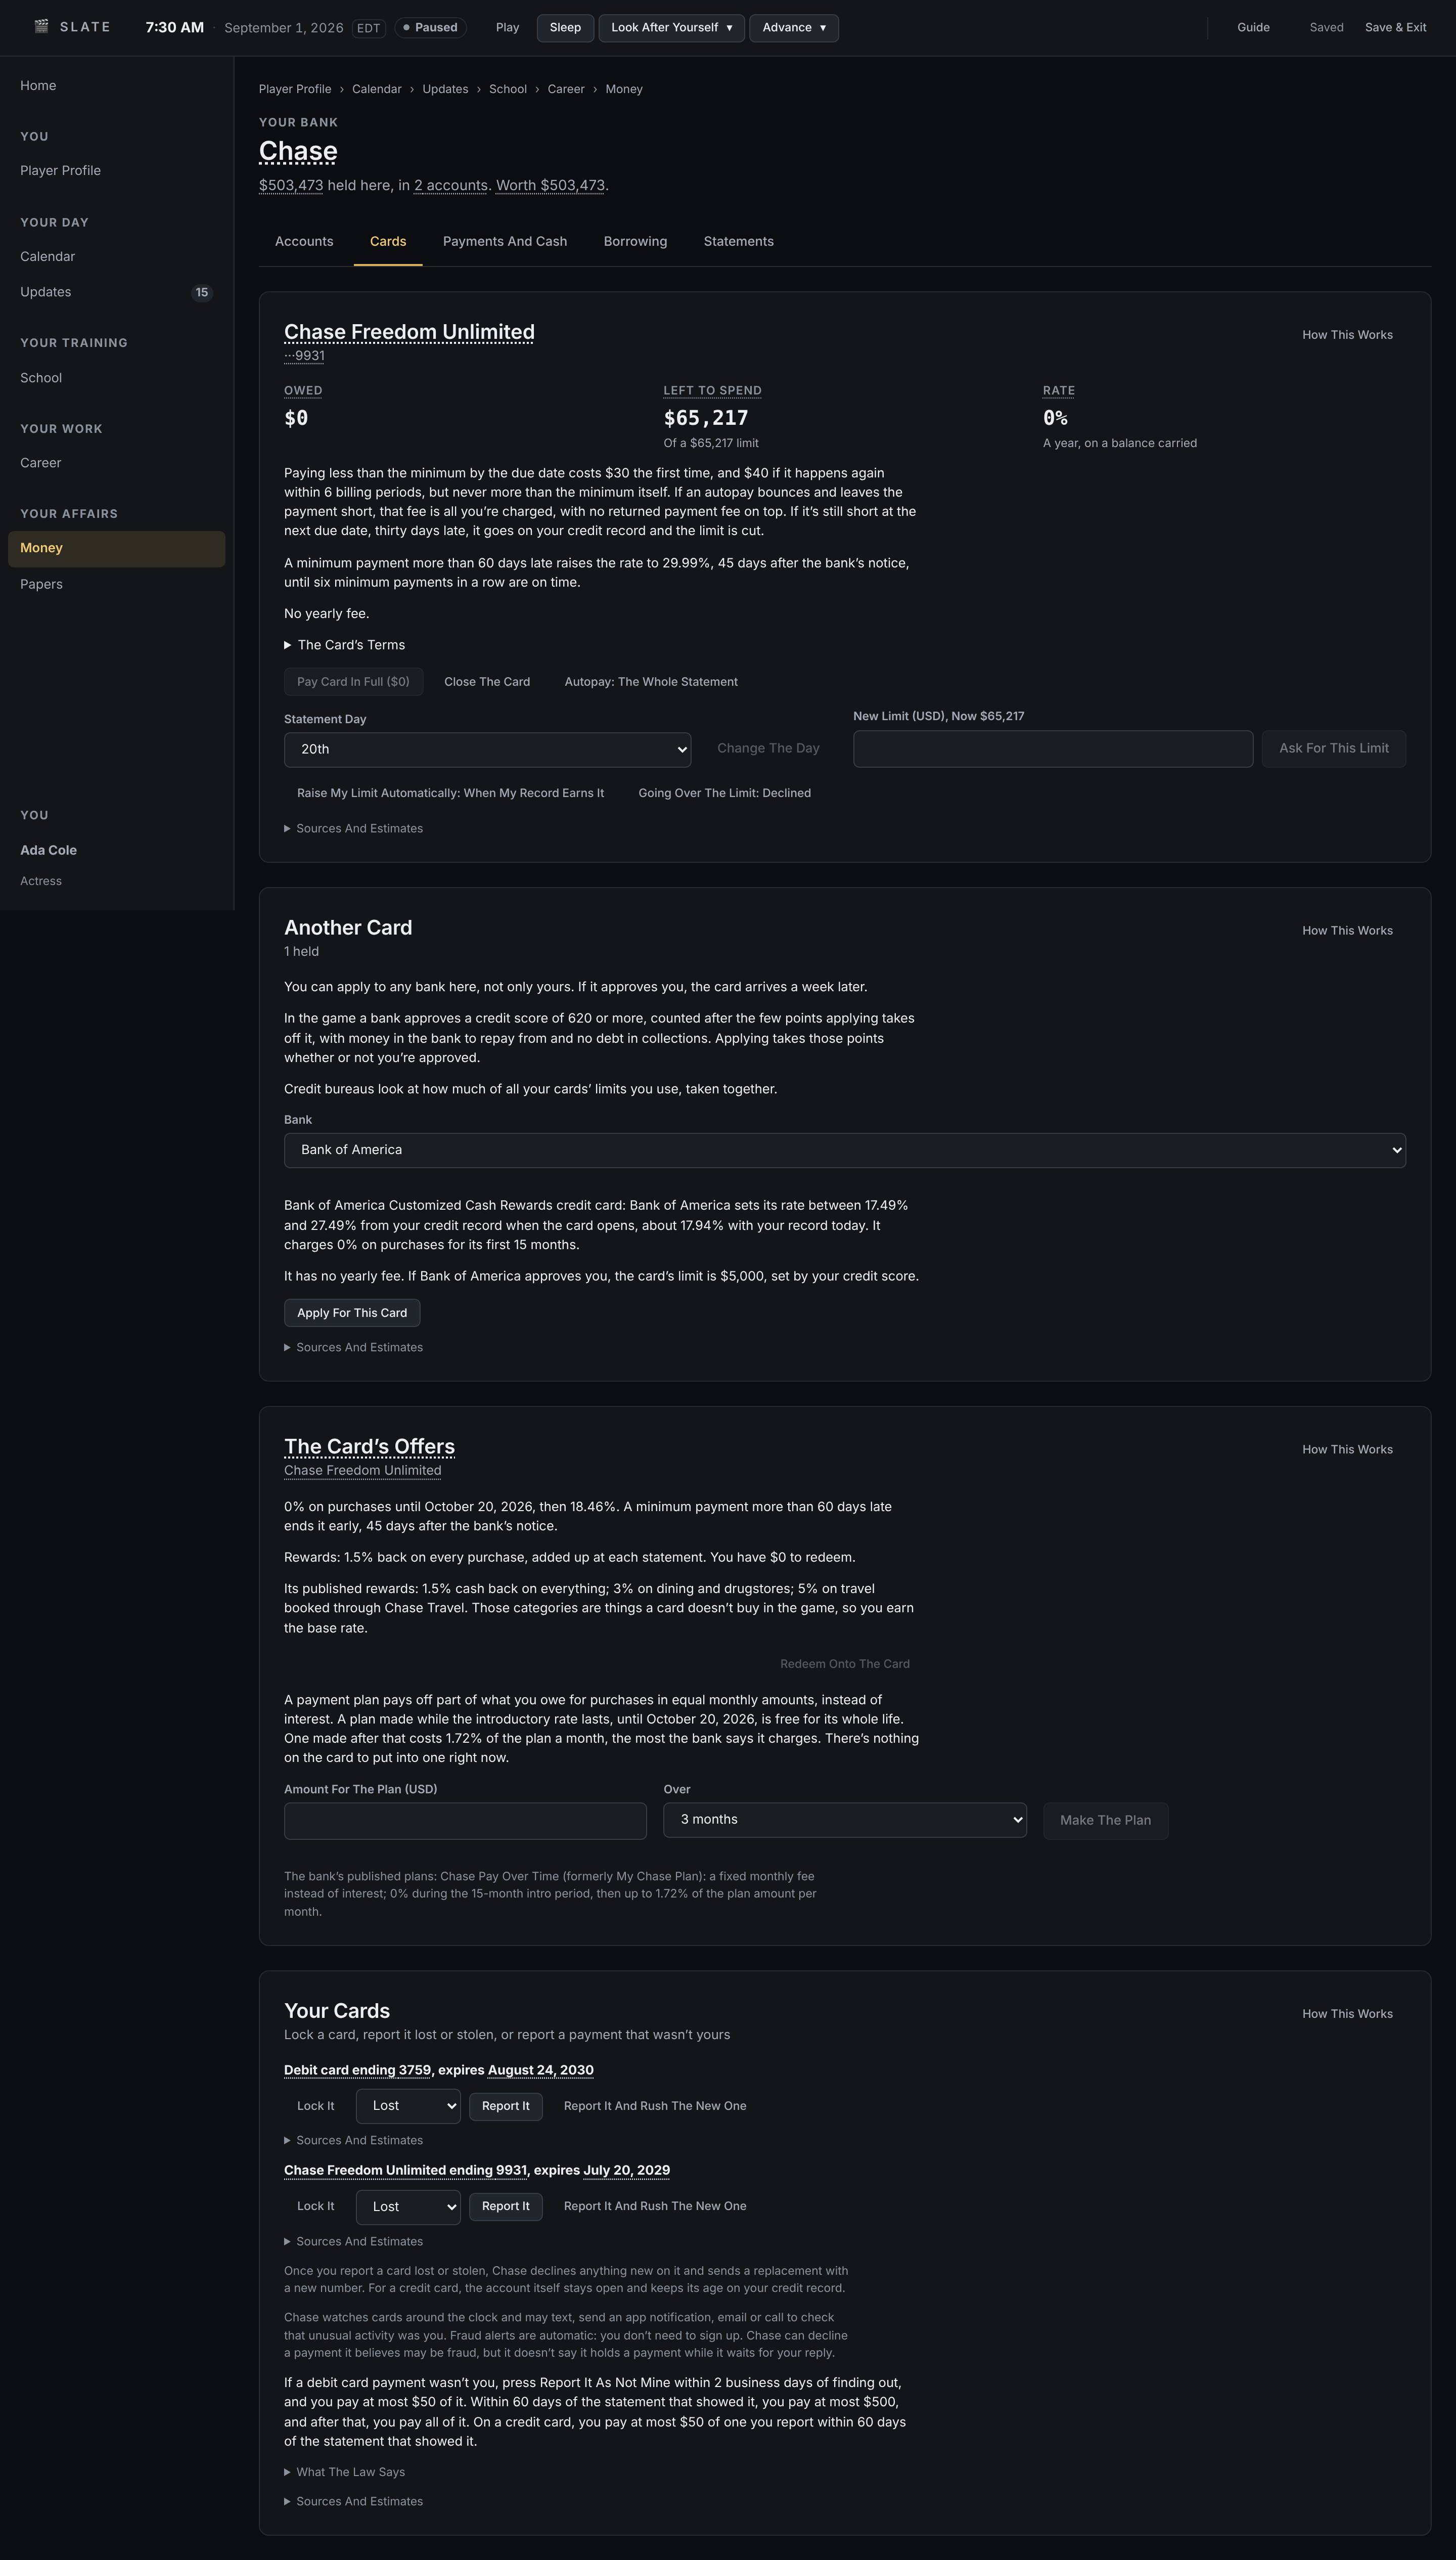 SLATE
7:30 AM · September 1, 2026 EDT Paused Play Sleep Look After Yourself Advance Guide Saved Save & Exit
Home
YOU
Player Profile
YOUR DAY
Calendar
Updates 15
YOUR TRAINING
School
YOUR WORK
Career
YOUR AFFAIRS
Money
Papers
YOU
Ada Cole
Actress
Player Profile › Calendar › Updates › School › Career › Money
YOUR BANK
Chase
$503,473 held here, in 2 accounts. Worth $503,473.
Accounts Cards Payments And Cash Borrowing Statements
Chase Freedom Unlimited How This Works
···9931
OWED LEFT TO SPEND RATE
$0 $65,217 0%
Of a $65,217 limit A year, on a balance carried
Paying less than the minimum by the due date costs $30 the first time, and $40 if it happens again
within 6 billing periods, but never more than the minimum itself. If an autopay bounces and leaves the
payment short, that fee is all you’re charged, with no returned payment fee on top. If it’s still short at the
next due date, thirty days late, it goes on your credit record and the limit is cut.
A minimum payment more than 60 days late raises the rate to 29.99%, 45 days after the bank’s notice,
until six minimum payments in a row are on time.
No yearly fee.
The Card’s Terms
Pay Card In Full ($0) Close The Card Autopay: The Whole Statement
Statement Day New Limit (USD), Now $65,217
20th Change The Day Ask For This Limit
Raise My Limit Automatically: When My Record Earns It Going Over The Limit: Declined
Sources And Estimates
Another Card How This Works
1 held
You can apply to any bank here, not only yours. If it approves you, the card arrives a week later.
In the game a bank approves a credit score of 620 or more, counted after the few points applying takes
off it, with money in the bank to repay from and no debt in collections. Applying takes those points
whether or not you’re approved.
Credit bureaus look at how much of all your cards’ limits you use, taken together.
Bank
Bank of America
Bank of America Customized Cash Rewards credit card: Bank of America sets its rate between 17.49%
and 27.49% from your credit record when the card opens, about 17.94% with your record today. It
charges 0% on purchases for its first 15 months.
It has no yearly fee. If Bank of America approves you, the card’s limit is $5,000, set by your credit score.
Apply For This Card
Sources And Estimates
The Card’s Offers How This Works
Chase Freedom Unlimited
0% on purchases until October 20, 2026, then 18.46%. A minimum payment more than 60 days late
ends it early, 45 days after the bank’s notice.
Rewards: 1.5% back on every purchase, added up at each statement. You have $0 to redeem.
Its published rewards: 1.5% cash back on everything; 3% on dining and drugstores; 5% on travel
booked through Chase Travel. Those categories are things a card doesn’t buy in the game, so you earn
the base rate.
Redeem Onto The Card
A payment plan pays off part of what you owe for purchases in equal monthly amounts, instead of
interest. A plan made while the introductory rate lasts, until October 20, 2026, is free for its whole life.
One made after that costs 1.72% of the plan a month, the most the bank says it charges. There’s nothing
on the card to put into one right now.
Amount For The Plan (USD) Over
3 months Make The Plan
The bank’s published plans: Chase Pay Over Time (formerly My Chase Plan): a fixed monthly fee
instead of interest; 0% during the 15-month intro period, then up to 1.72% of the plan amount per
month.
Your Cards How This Works
Lock a card, report it lost or stolen, or report a payment that wasn’t yours
Debit card ending 3759, expires August 24, 2030
Lock It Lost Report It Report It And Rush The New One
Sources And Estimates
Chase Freedom Unlimited ending 9931, expires July 20, 2029
Lock It Lost Report It Report It And Rush The New One
Sources And Estimates
Once you report a card lost or stolen, Chase declines anything new on it and sends a replacement with
a new number. For a credit card, the account itself stays open and keeps its age on your credit record.
Chase watches cards around the clock and may text, send an app notification, email or call to check
that unusual activity was you. Fraud alerts are automatic: you don’t need to sign up. Chase can decline
a payment it believes may be fraud, but it doesn’t say it holds a payment while it waits for your reply.
If a debit card payment wasn’t you, press Report It As Not Mine within 2 business days of finding out,
and you pay at most $50 of it. Within 60 days of the statement that showed it, you pay at most $500,
and after that, you pay all of it. On a credit card, you pay at most $50 of one you report within 60 days
of the statement that showed it.
What The Law Says
Sources And Estimates